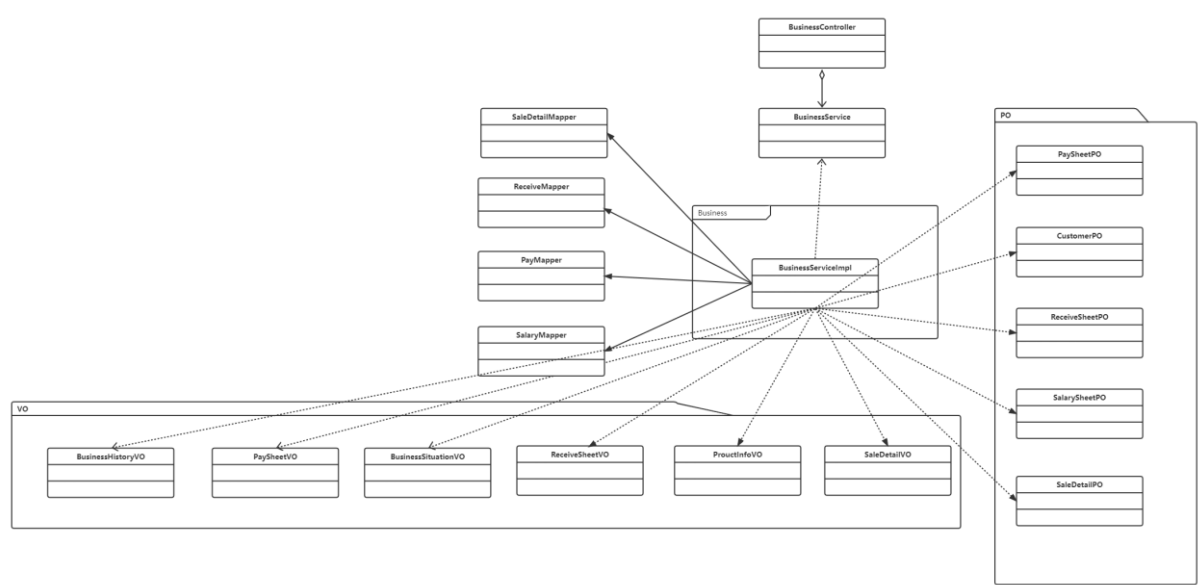 BusinessController
SaleDetailMapper
BusinessService
PO
PaySheetPO
ReceiveMapper
Business
CustomerPO
PayMapper
BusinessServiceImpl
ReceiveSheetPO
SalaryMapper
SalarySheetPO
VO
BusinessHistoryVO
PaySheetVO
BusinessSituationVO
ReceiveSheetVO
ProuctInfoVO
SaleDetailVO
SaleDetailPO